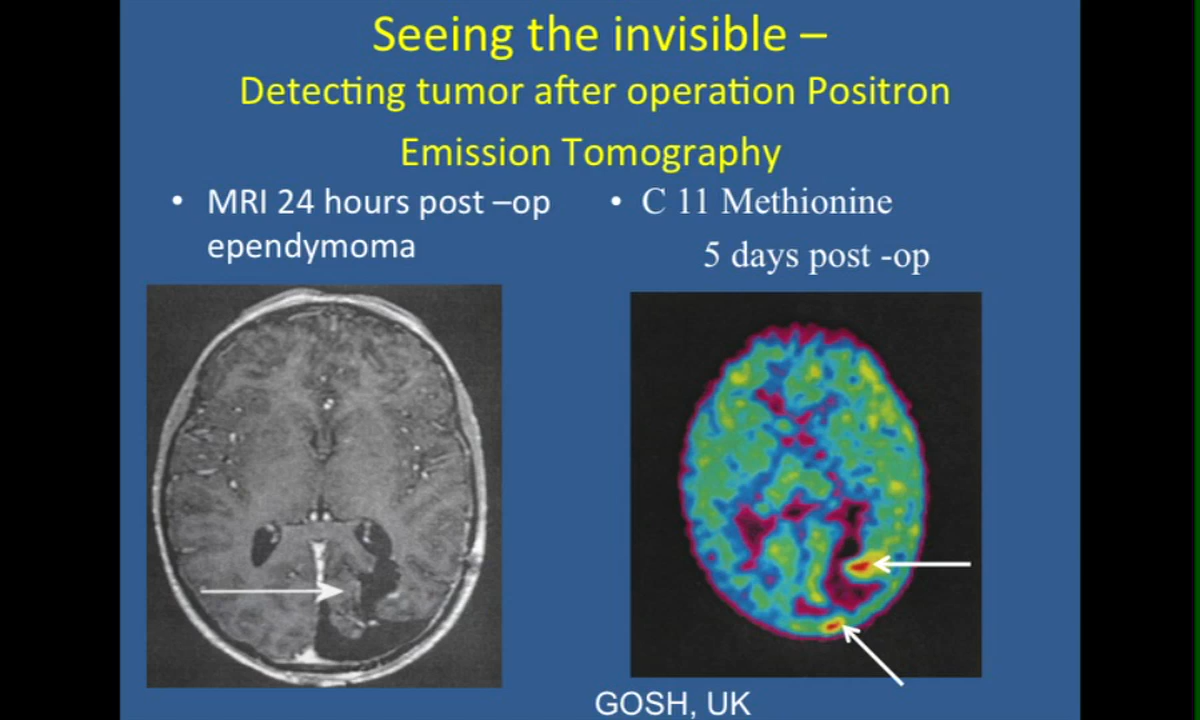 Seeing the invisible –
Detecting tumor after operation Positron
Emission Tomography
• MRI 24 hours post –op
ependymoma
• C 11 Methionine
5 days post -op
GOSH, UK